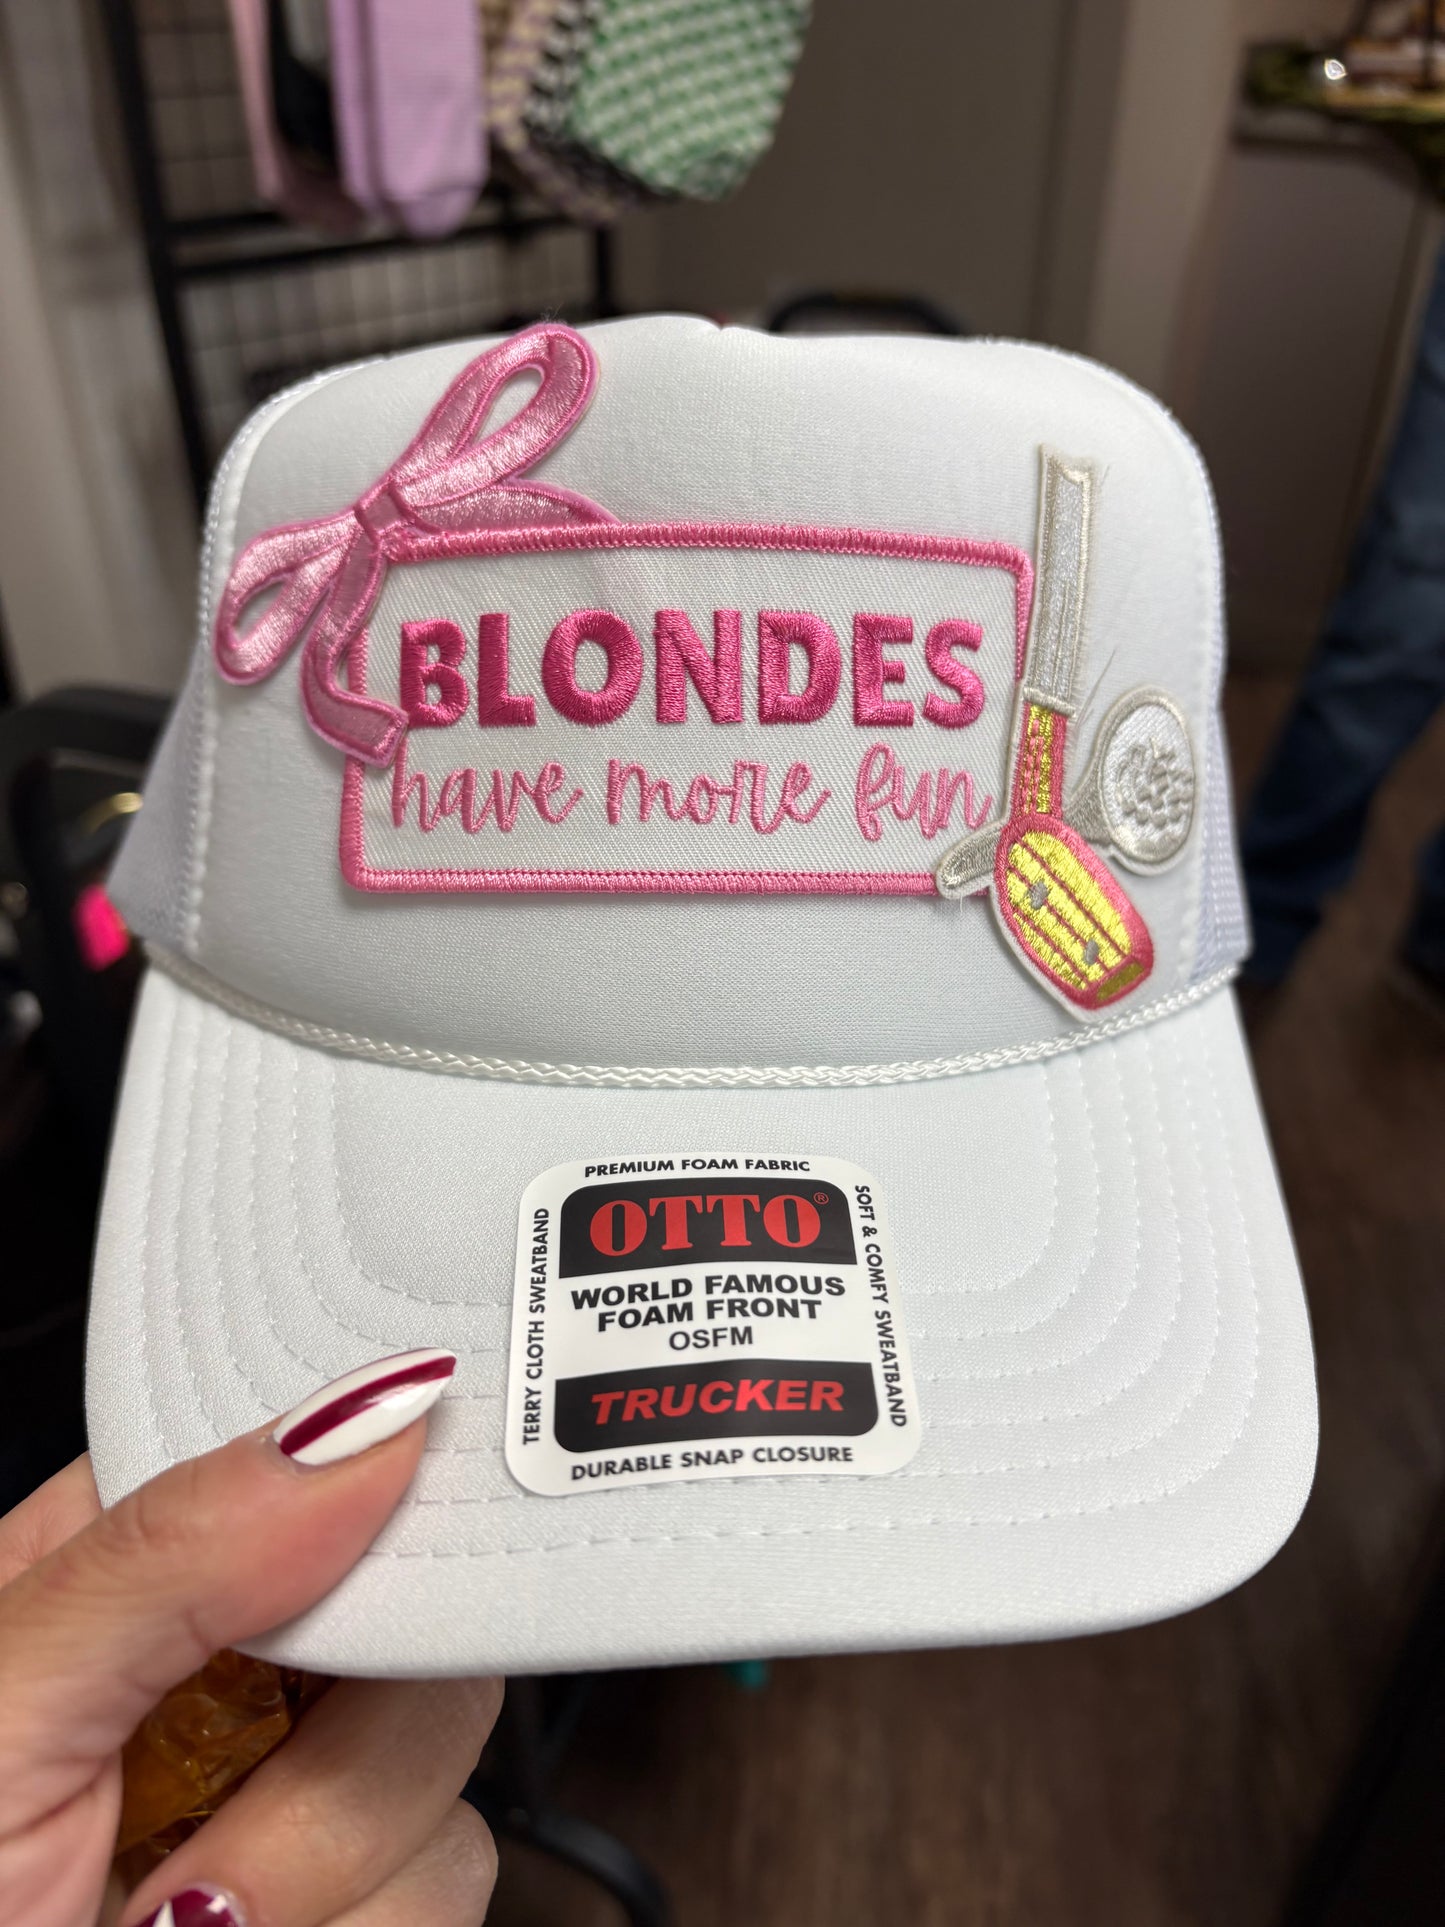 BLONDES
have more fun
PREMIUM FOAM FABRIC
OTTO®
WORLD FAMOUS
FOAM FRONT
OSFM
TRUCKER
DURABLE SNAP CLOSURE
TERRY CLOTH SWEATBAND
SOFT & COMFY SWEATBAND